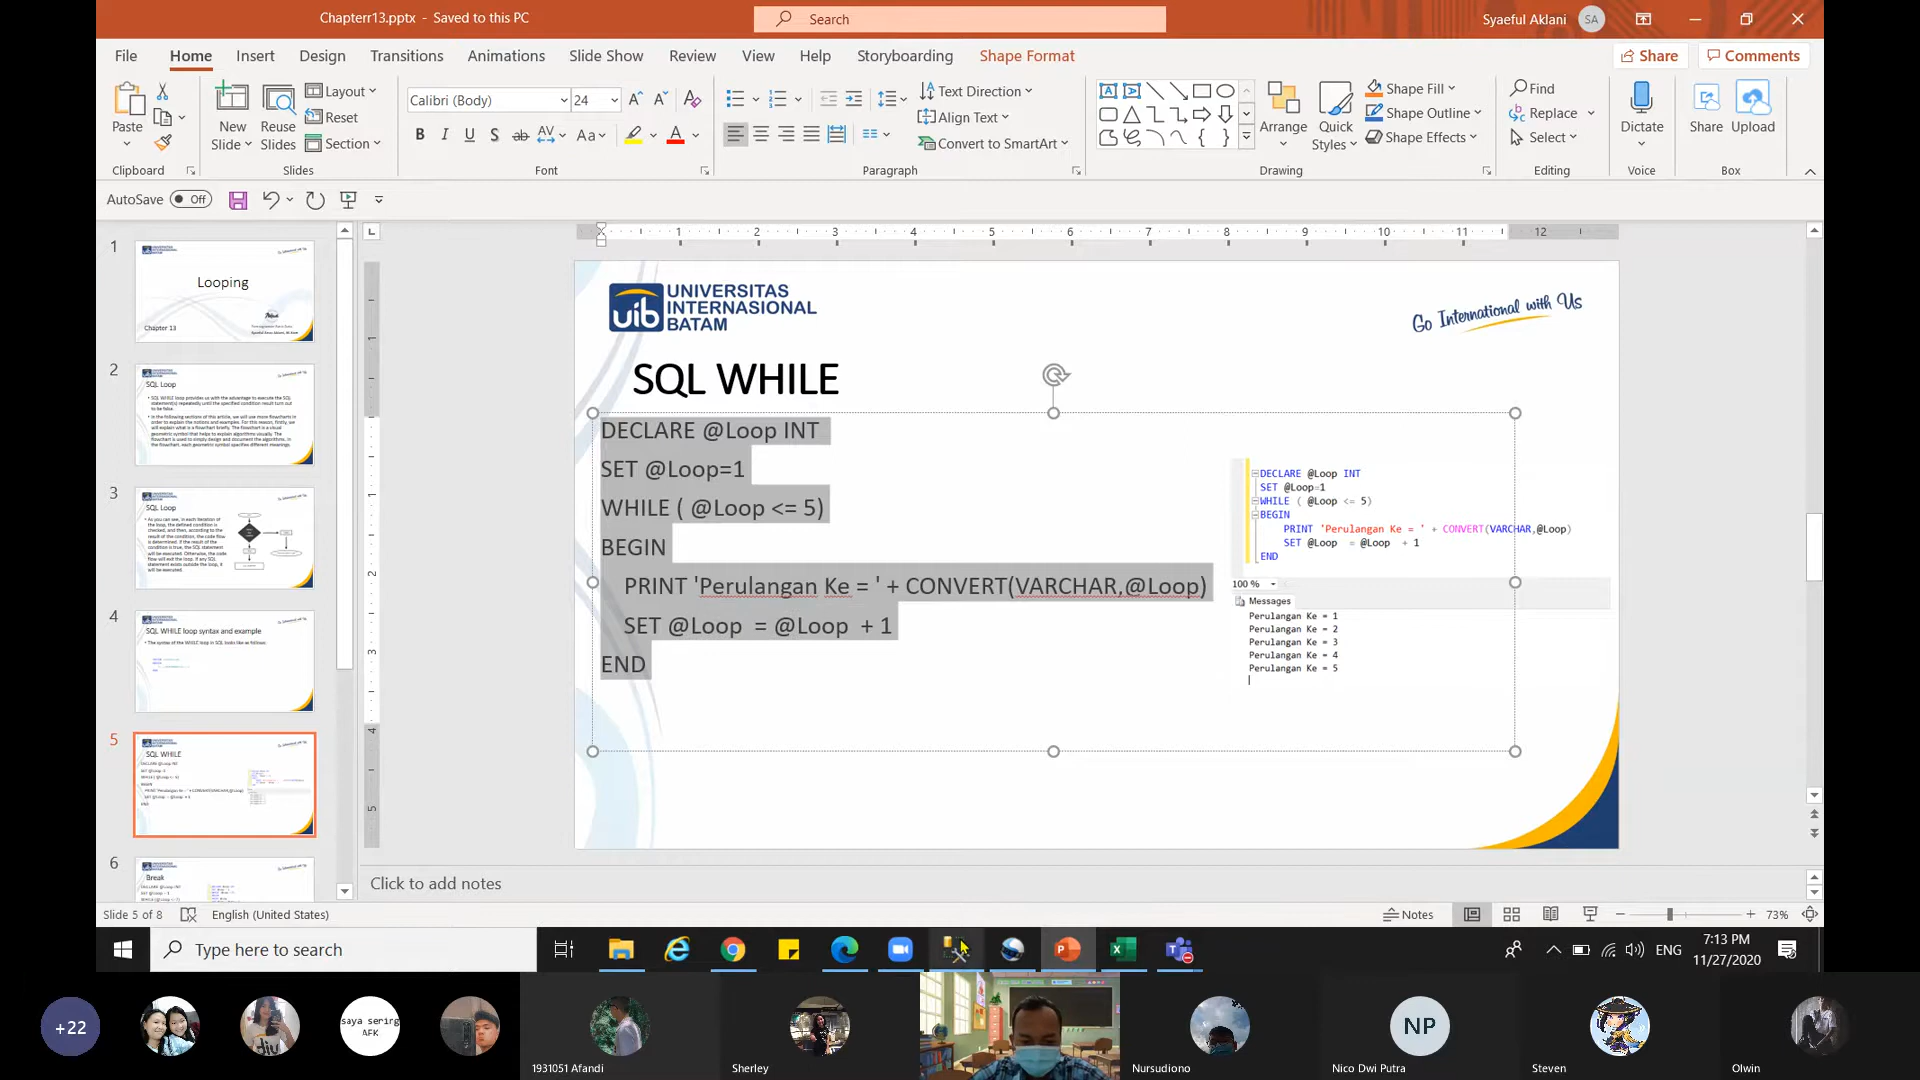 Chapterr13.pptx - Saved to this PC
Search
Syaeful Aklani
SA
File
Home
Insert
Design
Transitions
Animations
Slide Show
Review
View
Help
Storyboarding
Shape Format
Share
Comments
Paste
New
Slide
Reuse
Slides
Layout
Reset
Section
Calibri (Body)
24
Text Direction
Align Text
Convert to SmartArt
Arrange
Quick
Styles
Shape Fill
Shape Outline
Shape Effects
Find
Replace
Select
Dictate
Share
Upload
Clipboard
Slides
Font
Paragraph
Drawing
Editing
Voice
Box
AutoSave
Off
1
Looping
Chapter 13
2
SQL Loop
3
SQL Loop
4
SQL WHILE loop syntax and example
5
SQL WHILE
6
Break
UNIVERSITAS
INTERNASIONAL
BATAM
uib
Go International with Us
SQL WHILE
DECLARE @Loop INT
SET @Loop=1
WHILE ( @Loop <= 5)
BEGIN
PRINT 'Perulangan Ke = ' + CONVERT(VARCHAR,@Loop)
SET @Loop = @Loop + 1
END
DECLARE @Loop INT
SET @Loop=1
WHILE ( @Loop <= 5)
BEGIN
PRINT 'Perulangan Ke = ' + CONVERT(VARCHAR,@Loop)
SET @Loop = @Loop + 1
END
100 %
Messages
Perulangan Ke = 1
Perulangan Ke = 2
Perulangan Ke = 3
Perulangan Ke = 4
Perulangan Ke = 5
Click to add notes
Slide 5 of 8
English (United States)
Notes
73%
Type here to search
ENG
7:13 PM
11/27/2020
+22
saya sering
AFK
NP
1931051 Afandi
Sherley
Nursudiono
Nico Dwi Putra
Steven
Olwin